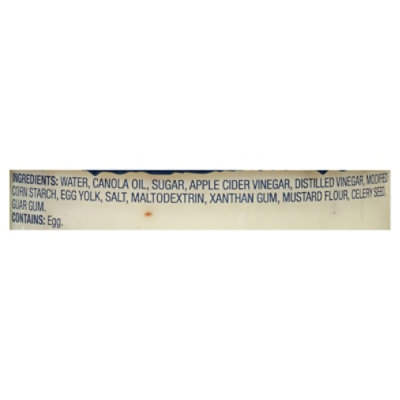 INGREDIENTS: WATER, CANOLA OIL, SUGAR, APPLE CIDER VINEGAR, DISTILLED VINEGAR, MODIFIED
CORN STARCH, EGG YOLK, SALT, MALTODEXTRIN, XANTHAN GUM, MUSTARD FLOUR, CELERY SEED,
GUAR GUM.
CONTAINS: Egg.